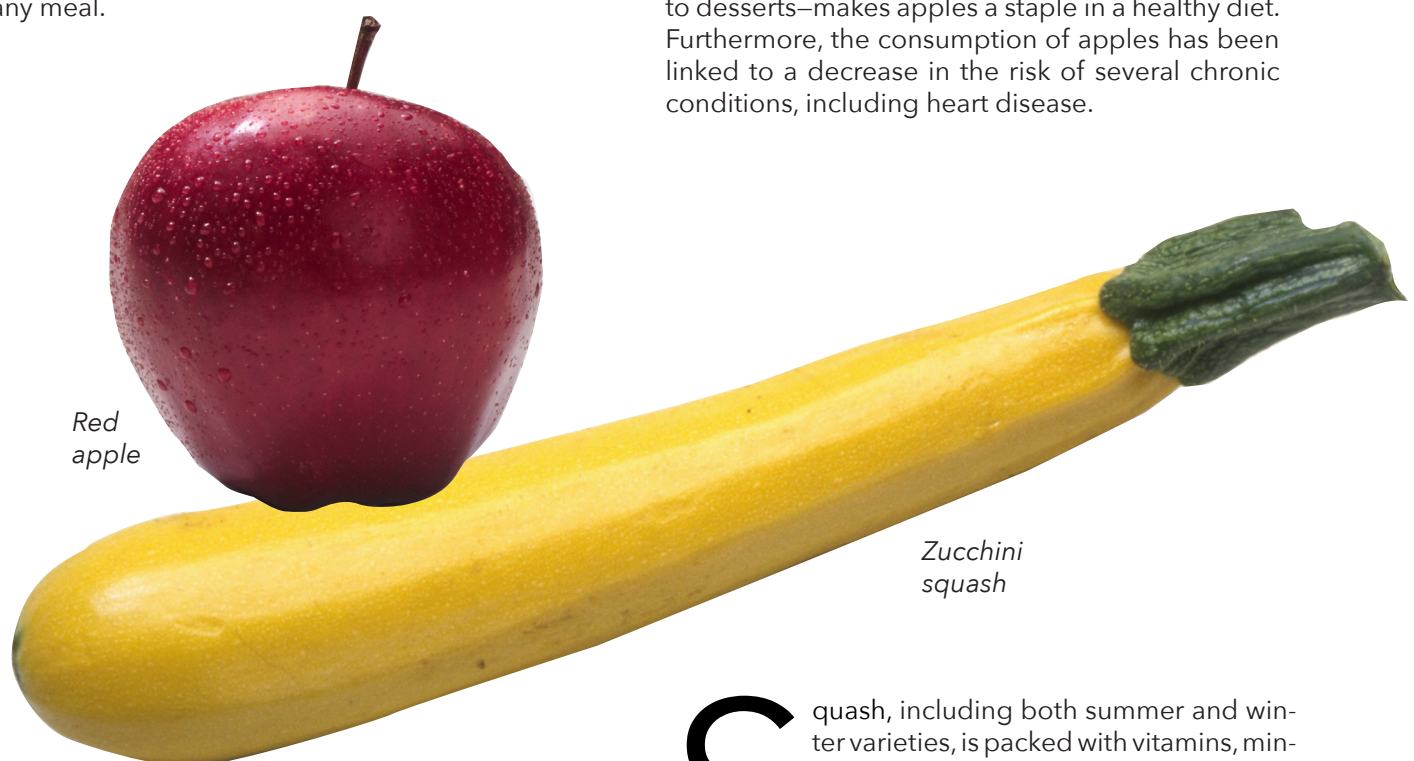 any meal.
to desserts—makes apples a staple in a healthy diet.
Furthermore, the consumption of apples has been
linked to a decrease in the risk of several chronic
conditions, including heart disease.
Red
apple
Zucchini
squash
Squash, including both summer and win-
ter varieties, is packed with vitamins, min-